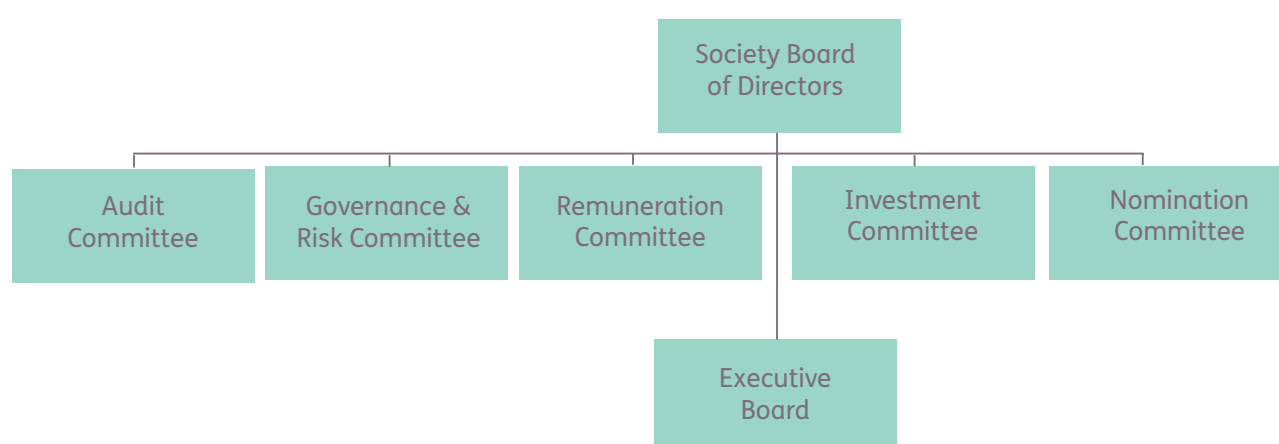 Society Board
of Directors
Audit
Committee
Governance &
Risk Committee
Remuneration
Committee
Investment
Committee
Nomination
Committee
Executive
Board